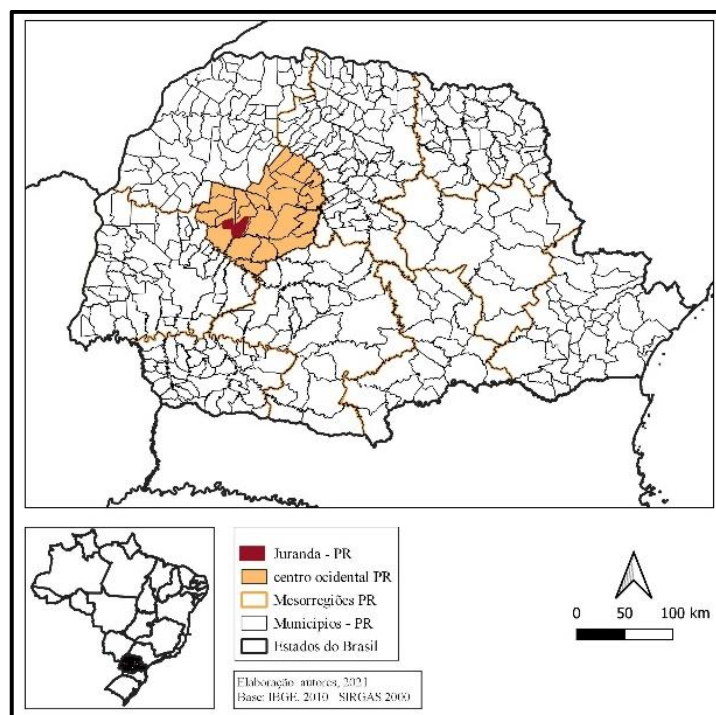 Juranda - PR
centro ocidental PR
Mesorregiões PR
Municípios - PR
Estados do Brasil
0 50 100 km
Elaboração: autores, 2021
Base: IBGE, 2010 - SIRGAS 2000